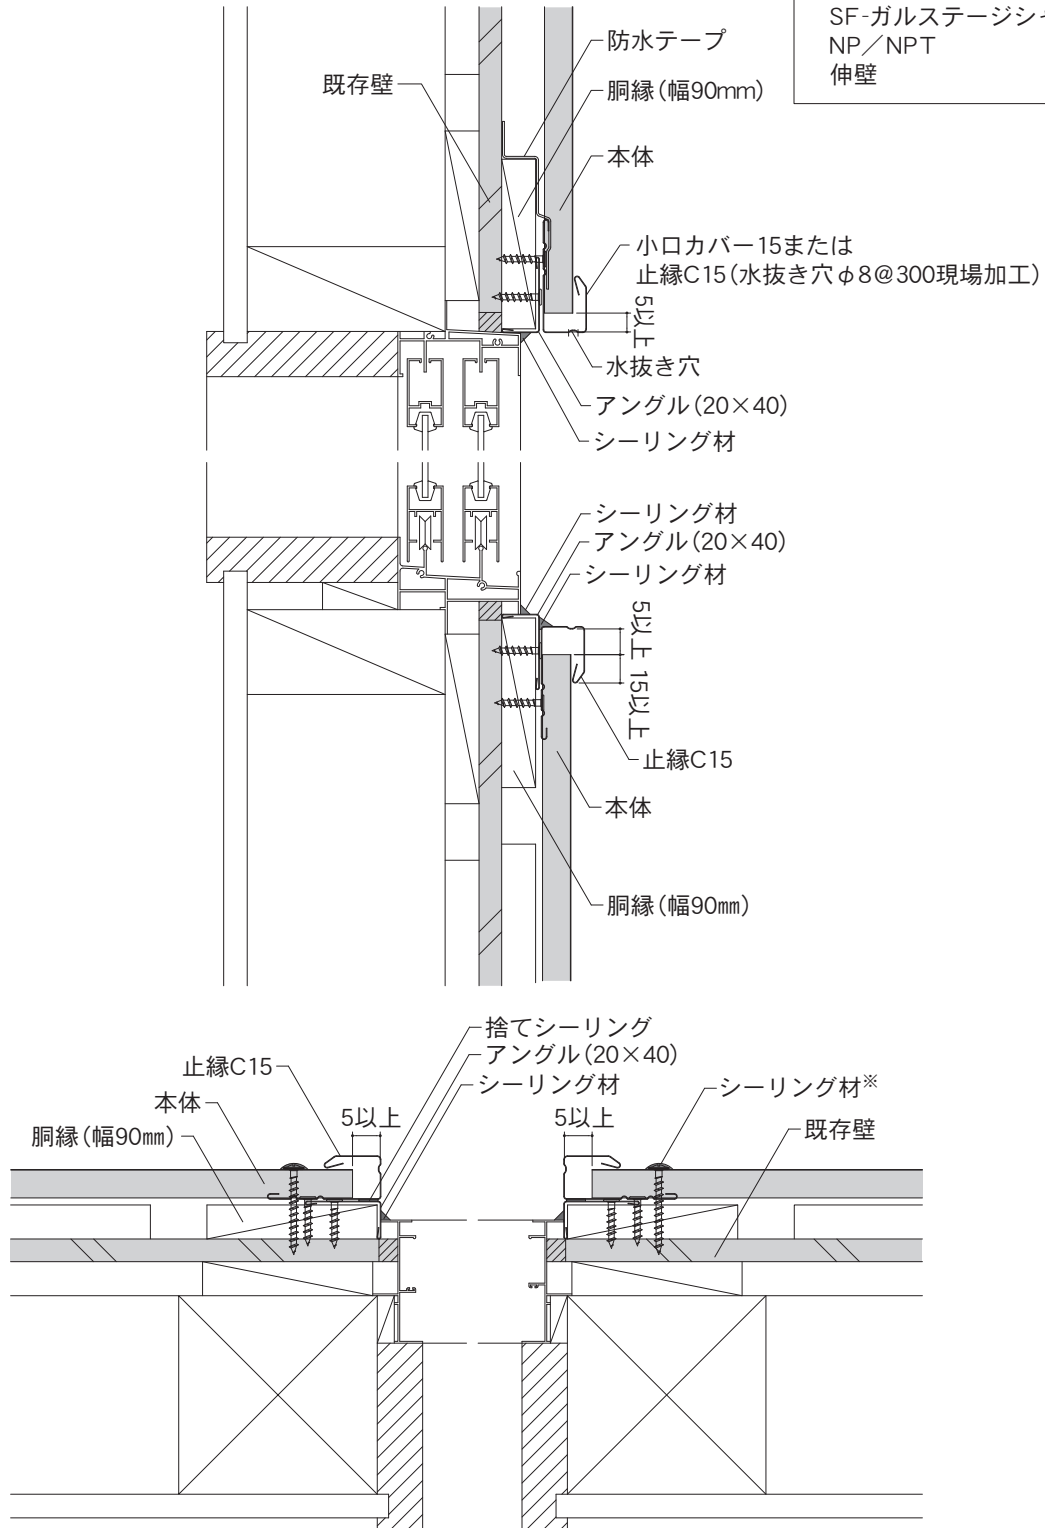 SF-ガルステージシャ
NP／NPT
伸壁
防水テープ
既存壁
胴縁（幅90mm）
本体
小口カバー15または
止縁C15（水抜き穴φ8＠300現場加工）
5以上
水抜き穴
アングル（20×40）
シーリング材
シーリング材
アングル（20×40）
シーリング材
5以上
15以上
止縁C15
本体
胴縁（幅90㎜）
捨てシーリング
アングル（20×40）
シーリング材
止縁C15
本体
胴縁（幅90㎜）
5以上
5以上
シーリング材※
既存壁